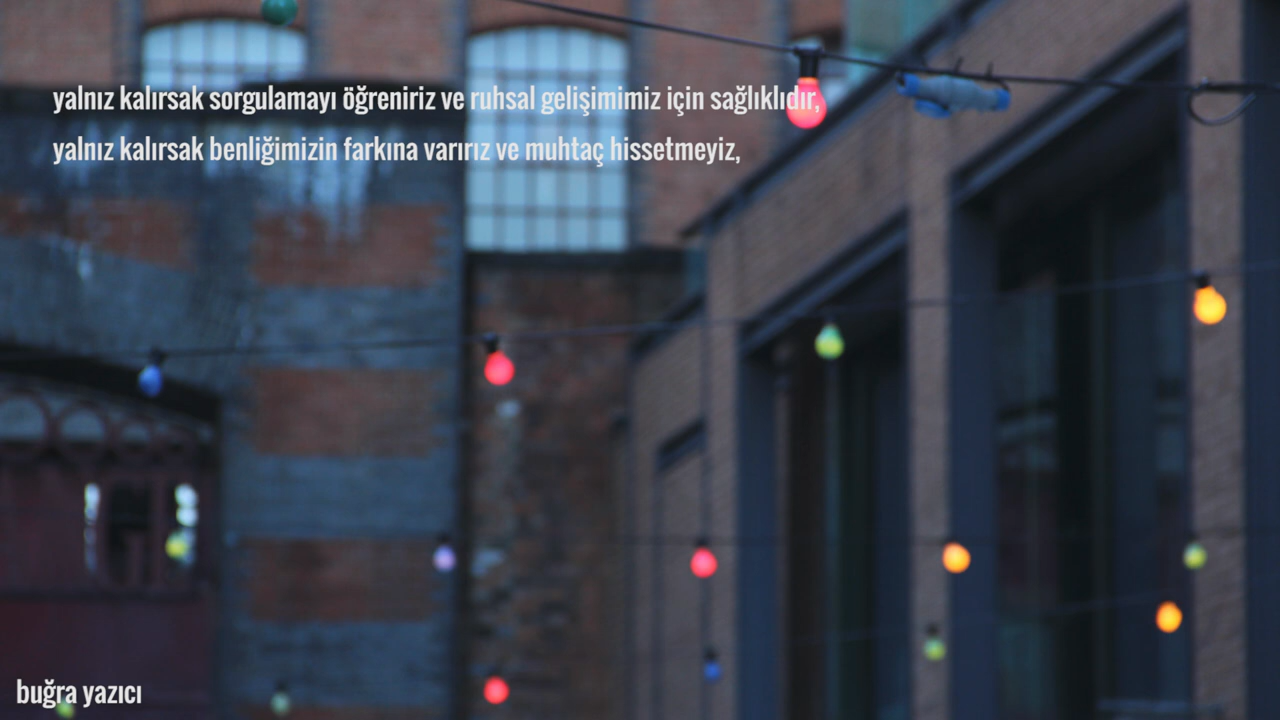 yalnız kalırsak sorgulamayı öğreniriz ve ruhsal gelişimimiz için sağlıklıdır,
yalnız kalırsak benliğimizin farkına varırız ve muhtaç hissetmeyiz,
buğra yazıcı